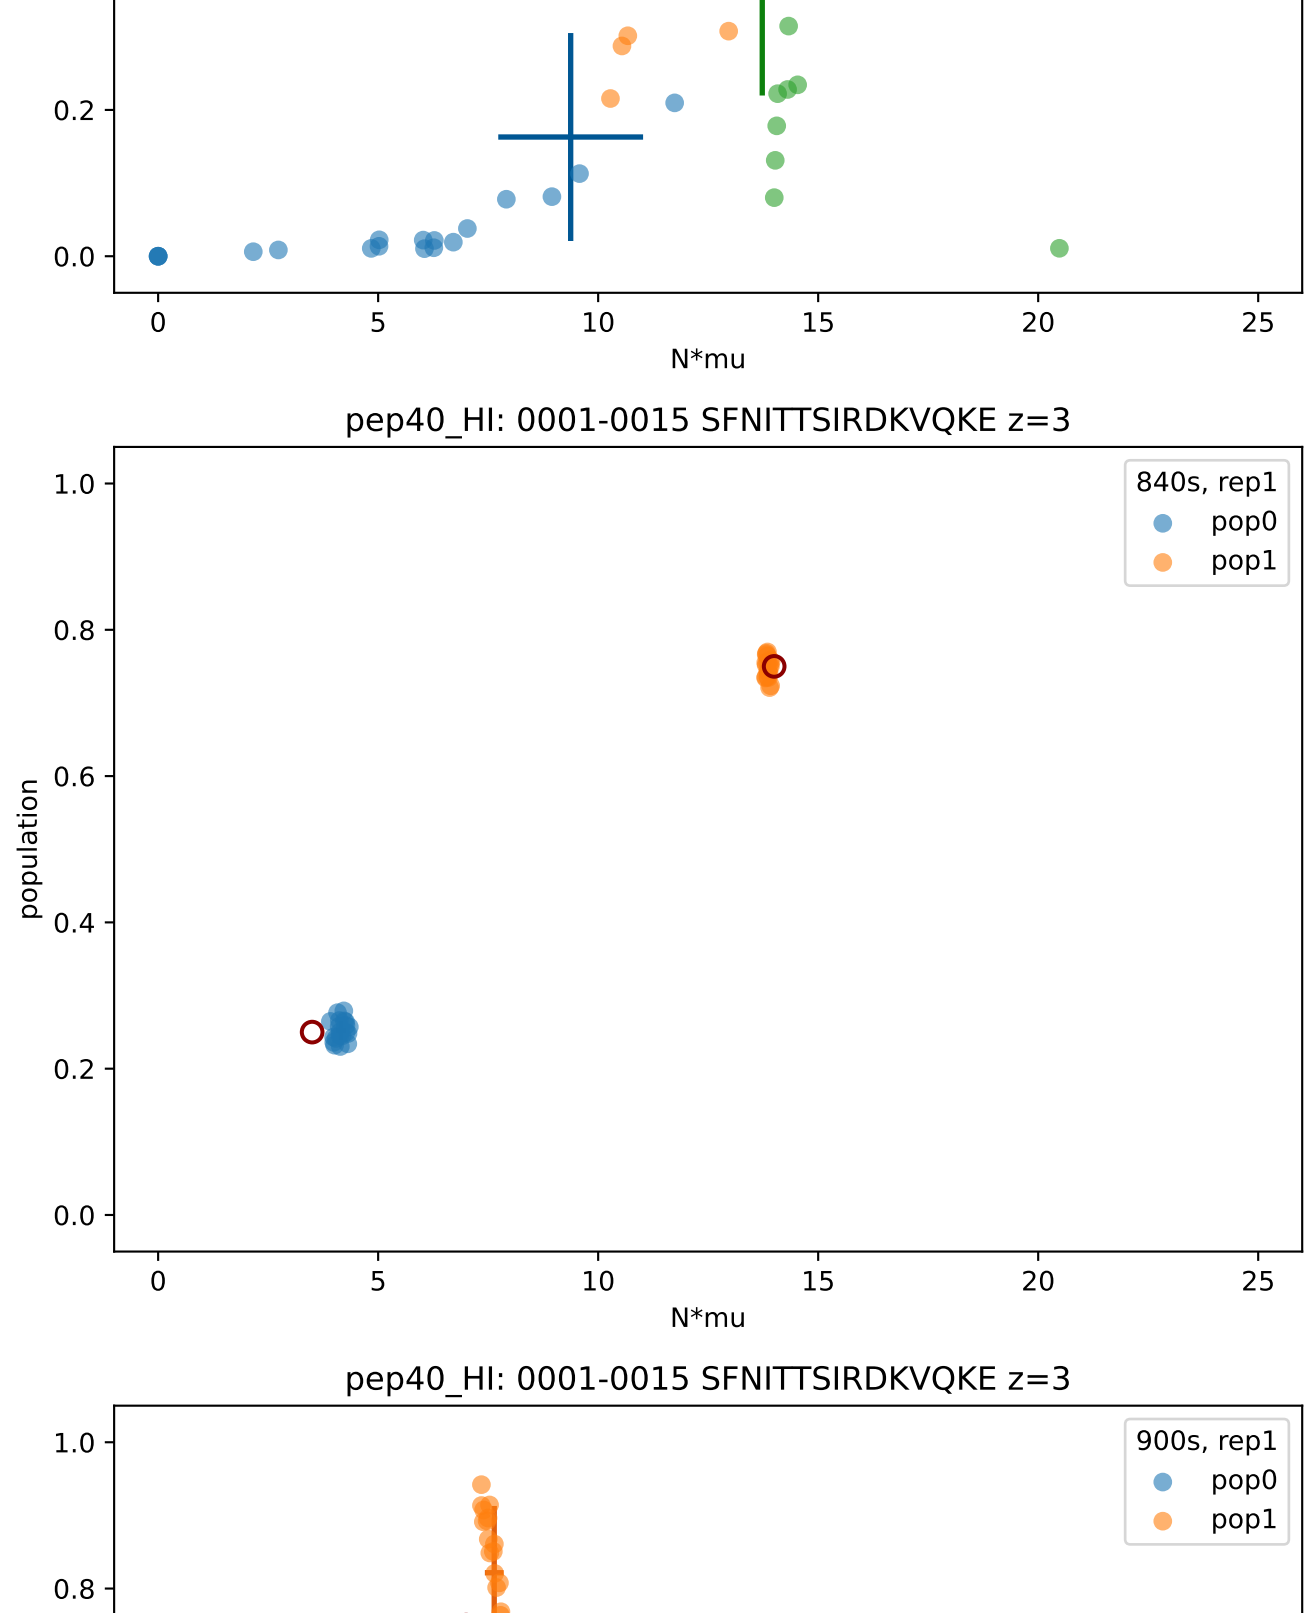 0.2
0.0
0 5 10 15 20 25
N*mu
pep40_HI: 0001-0015 SFNITTSIRDKVQKE z=3
1.0
0.8
0.6
0.4
0.2
0.0
population
840s, rep1
pop0
pop1
0 5 10 15 20 25
N*mu
pep40_HI: 0001-0015 SFNITTSIRDKVQKE z=3
1.0
0.8
900s, rep1
pop0
pop1